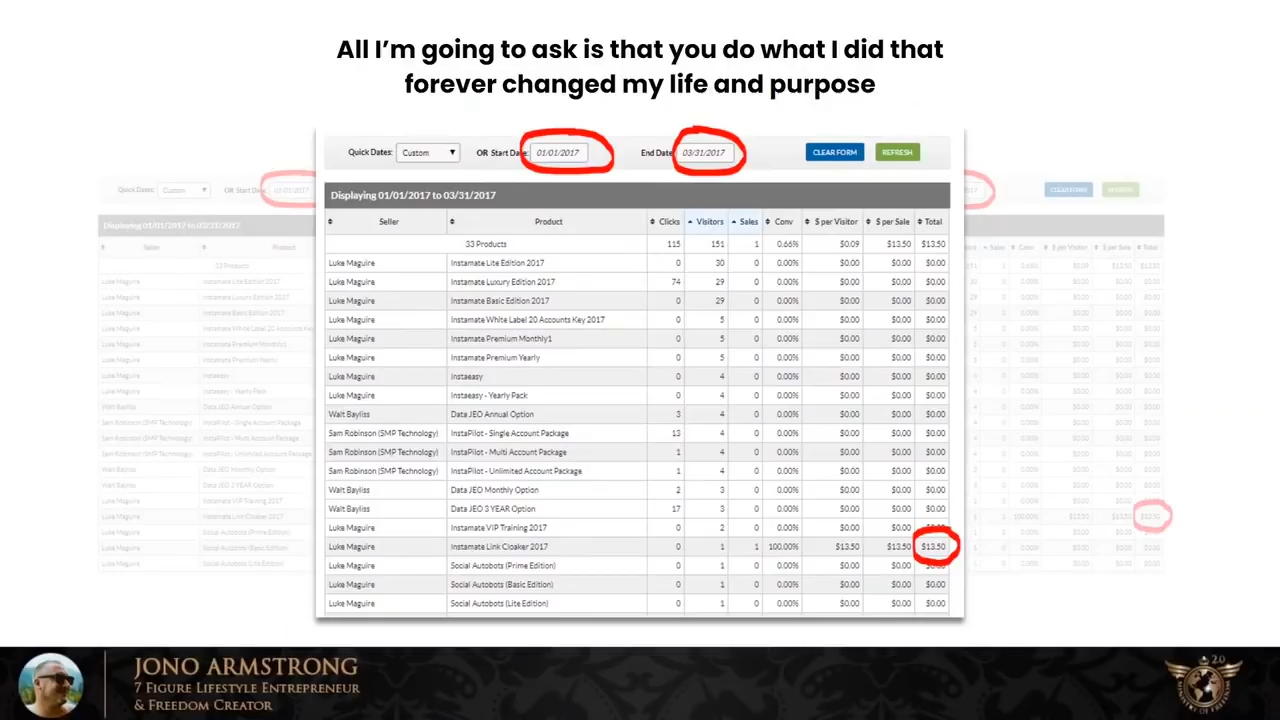 All I'm going to ask is that you do what I did that
forever changed my life and purpose
Quick Dates: Custom OR Start Date: 01/01/2017 End Date: 03/31/2017 CLEAR FORM REFRESH
Displaying 01/01/2017 to 03/31/2017
Seller Product Clicks Visitors Sales Conv $ per Visitor $ per Sale Total
33 Products 115 151 1 0.66% $0.09 $13.50 $13.50
Luke Maguire Instamate Lite Edition 2017 0 30 0 0.00% $0.00 $0.00 $0.00
Luke Maguire Instamate Luxury Edition 2017 74 29 0 0.00% $0.00 $0.00 $0.00
Luke Maguire Instamate Basic Edition 2017 0 29 0 0.00% $0.00 $0.00 $0.00
Luke Maguire Instamate White Label 20 Accounts Key 2017 0 5 0 0.00% $0.00 $0.00 $0.00
Luke Maguire Instamate Premium Monthly1 0 5 0 0.00% $0.00 $0.00 $0.00
Luke Maguire Instamate Premium Yearly 0 5 0 0.00% $0.00 $0.00 $0.00
Luke Maguire Instaeasy 0 4 0 0.00% $0.00 $0.00 $0.00
Luke Maguire Instaeasy - Yearly Pack 0 4 0 0.00% $0.00 $0.00 $0.00
Walt Bayliss Data JEO Annual Option 3 4 0 0.00% $0.00 $0.00 $0.00
Sam Robinson (SMP Technology) InstaPilot - Single Account Package 13 4 0 0.00% $0.00 $0.00 $0.00
Sam Robinson (SMP Technology) InstaPilot - Multi Account Package 1 4 0 0.00% $0.00 $0.00 $0.00
Sam Robinson (SMP Technology) InstaPilot - Unlimited Account Package 1 4 0 0.00% $0.00 $0.00 $0.00
Walt Bayliss Data JEO Monthly Option 2 3 0 0.00% $0.00 $0.00 $0.00
Walt Bayliss Data JEO 3 YEAR Option 17 3 0 0.00% $0.00 $0.00 $0.00
Luke Maguire Instamate VIP Training 2017 0 2 0 0.00% $0.00 $0.00 $0.00
Luke Maguire Instamate Link Cloaker 2017 0 1 1 100.00% $13.50 $13.50 $13.50
Luke Maguire Social Autobots (Prime Edition) 0 1 0 0.00% $0.00 $0.00 $0.00
Luke Maguire Social Autobots (Basic Edition) 0 1 0 0.00% $0.00 $0.00 $0.00
Luke Maguire Social Autobots (Lite Edition) 0 1 0 0.00% $0.00 $0.00 $0.00
JONO ARMSTRONG
7 FIGURE LIFESTYLE ENTREPRENEUR
& FREEDOM CREATOR
2.0